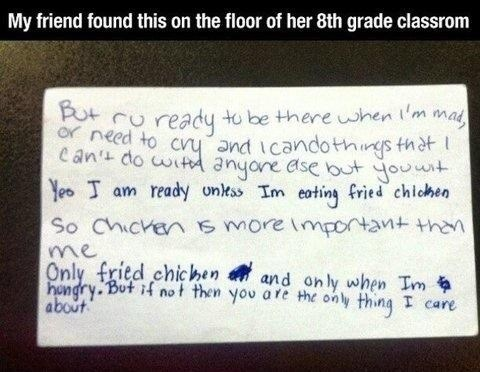 My friend found this on the floor of her 8th grade classrom
But r u ready to be there when I'm mad,
or need to cry and I can do things that I
can't do with anyone else but you wit
Yes I am ready unless Im eating fried chicken
So chicken is more important than
me
Only fried chicken and only when Im
hungry. But if not then you are the only thing I care
about.